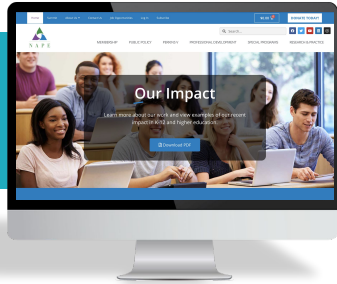 Home
About Us
Contact Us
Log In
Subscribe
$0.00
DONATE TODAY!
Search...
NAPE
MEMBERSHIP
PUBLIC POLICY
PERKINS V
PROFESSIONAL DEVELOPMENT
SPECIAL PROGRAMS
RESEARCH & PRACTICE
Our Impact
Learn more about our work and view examples of our recent
impact in K-12 and higher education
Download PDF